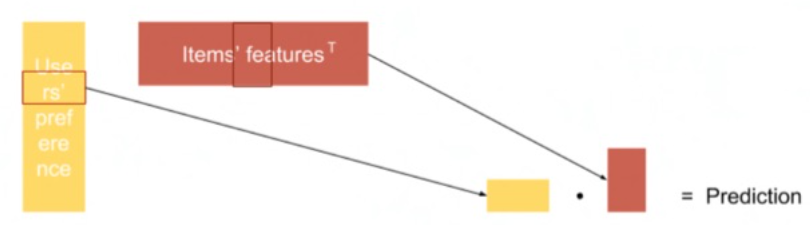 Use
rs'
pref
ere
nce
Items' features T
• = Prediction